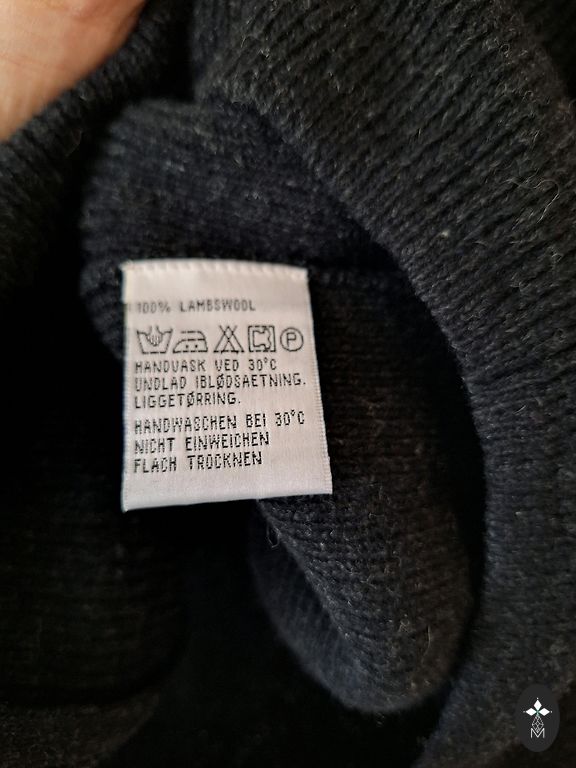 100% LAMBSWOOL
P
HANDVASK VED 30°C
UNDLAD IBLØDSAETNING.
LIGGETØRRING.
HANDWASCHEN BEI 30°C
NICHT EINWEICHEN
FLACH TROCKNEN
M